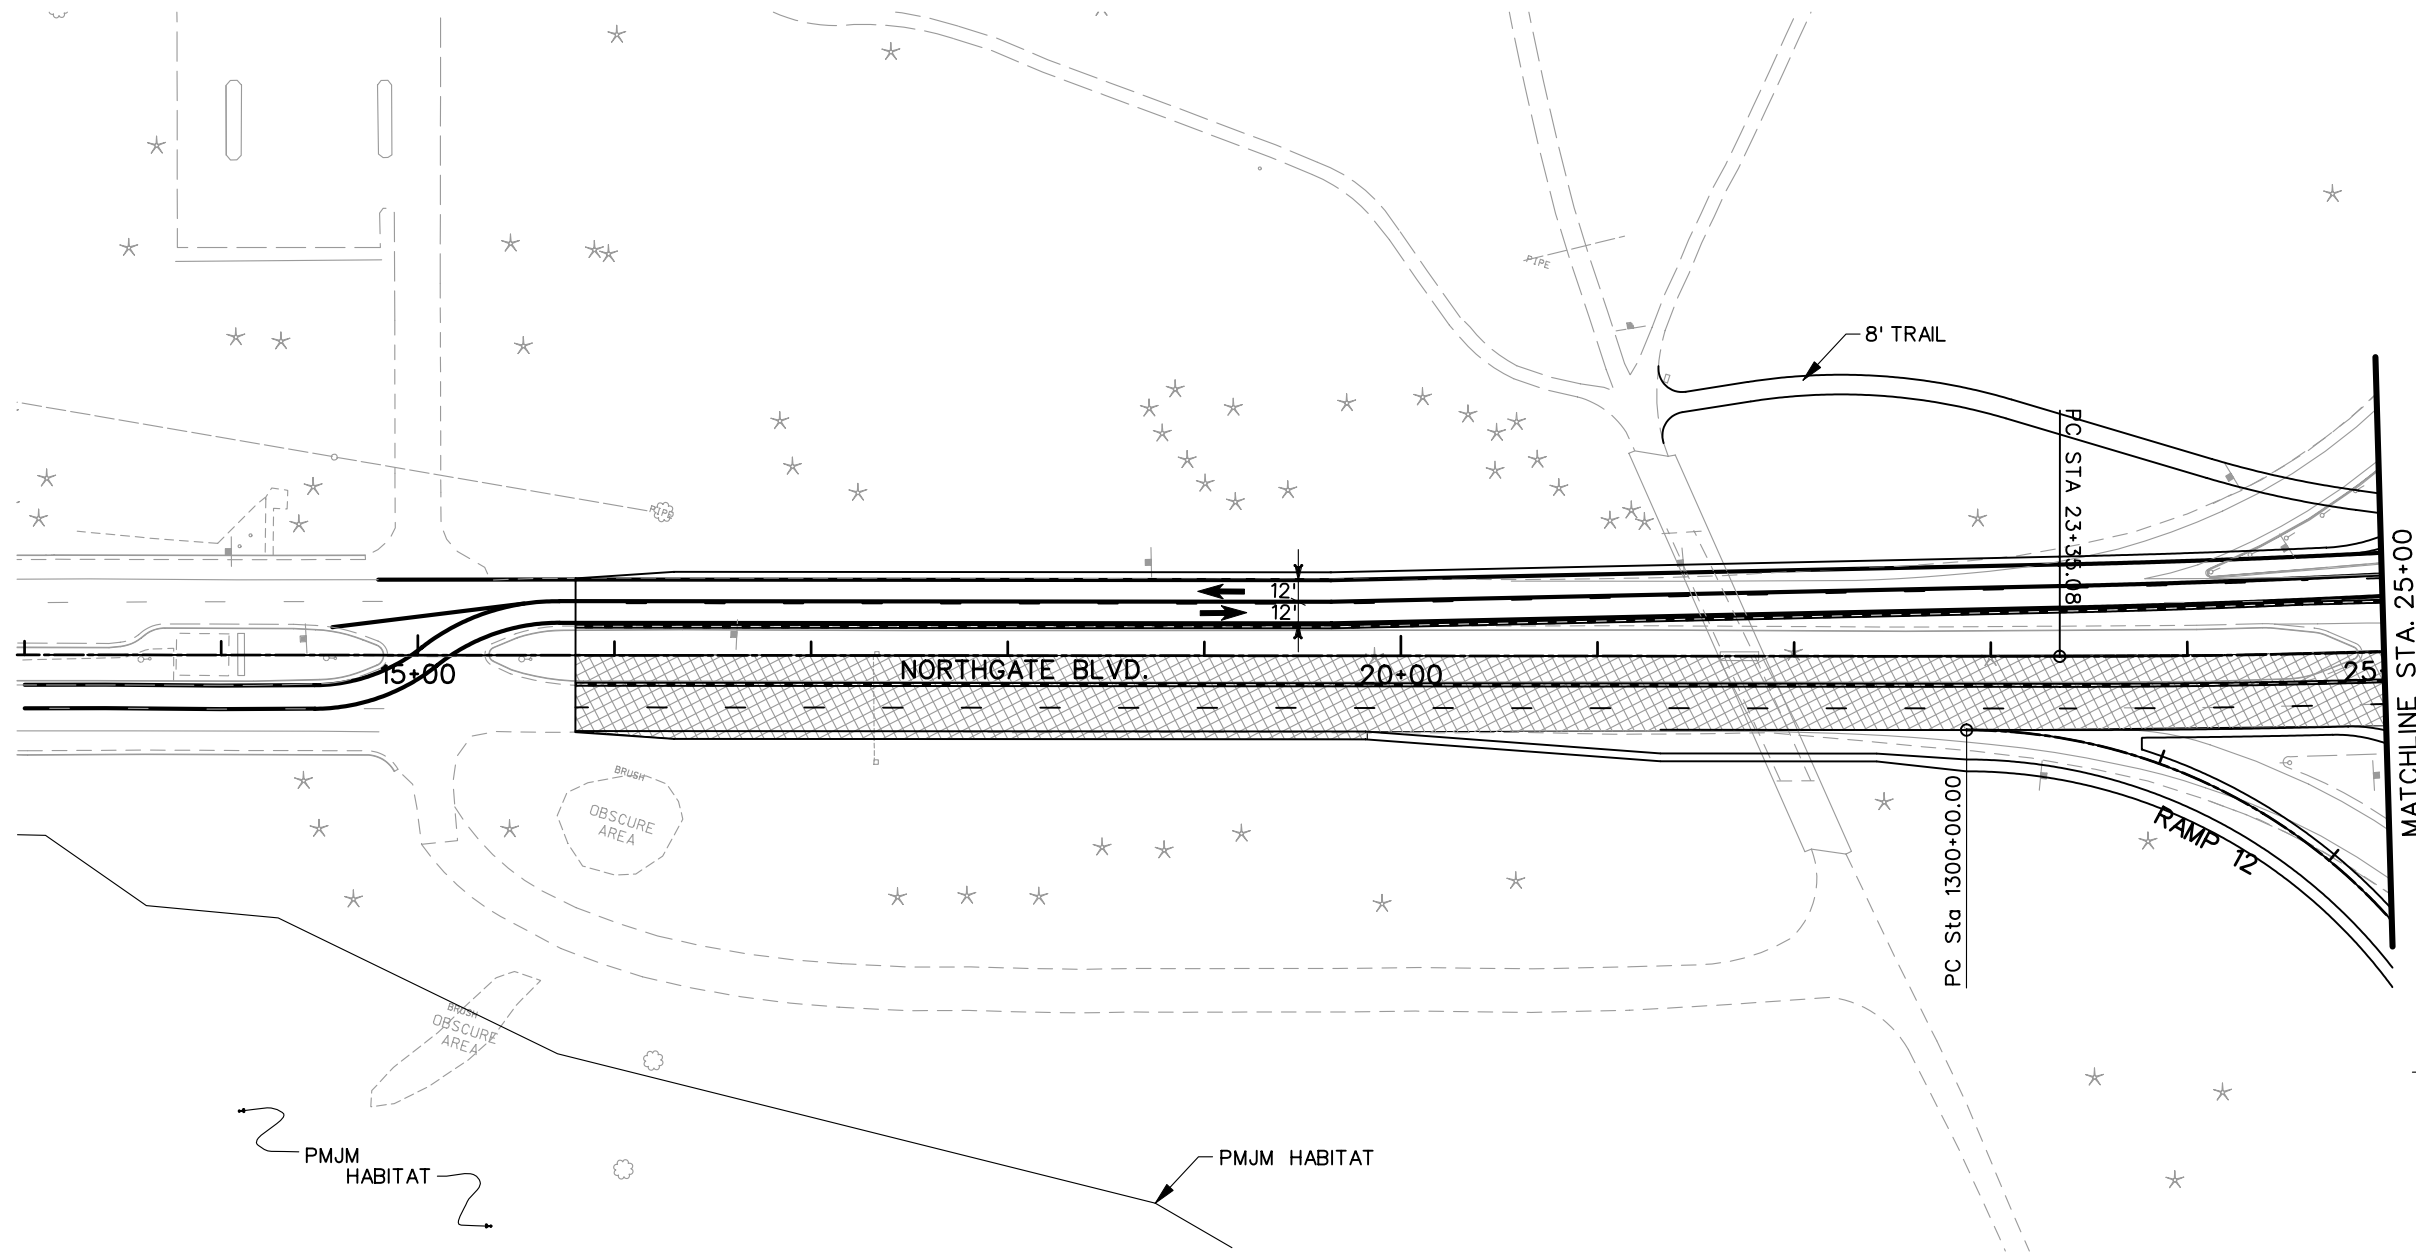 PIPE
8' TRAIL
PC STA 23+35.08
PIPE
12'
12'
MATCHLINE STA. 25+00
15+00
NORTHGATE BLVD.
20+00
25
BRUSH
OBSCURE
AREA
PC Sta 1300+00.00
RAMP 12
BRUSH
OBSCURE
AREA
PMJM
HABITAT
PMJM HABITAT